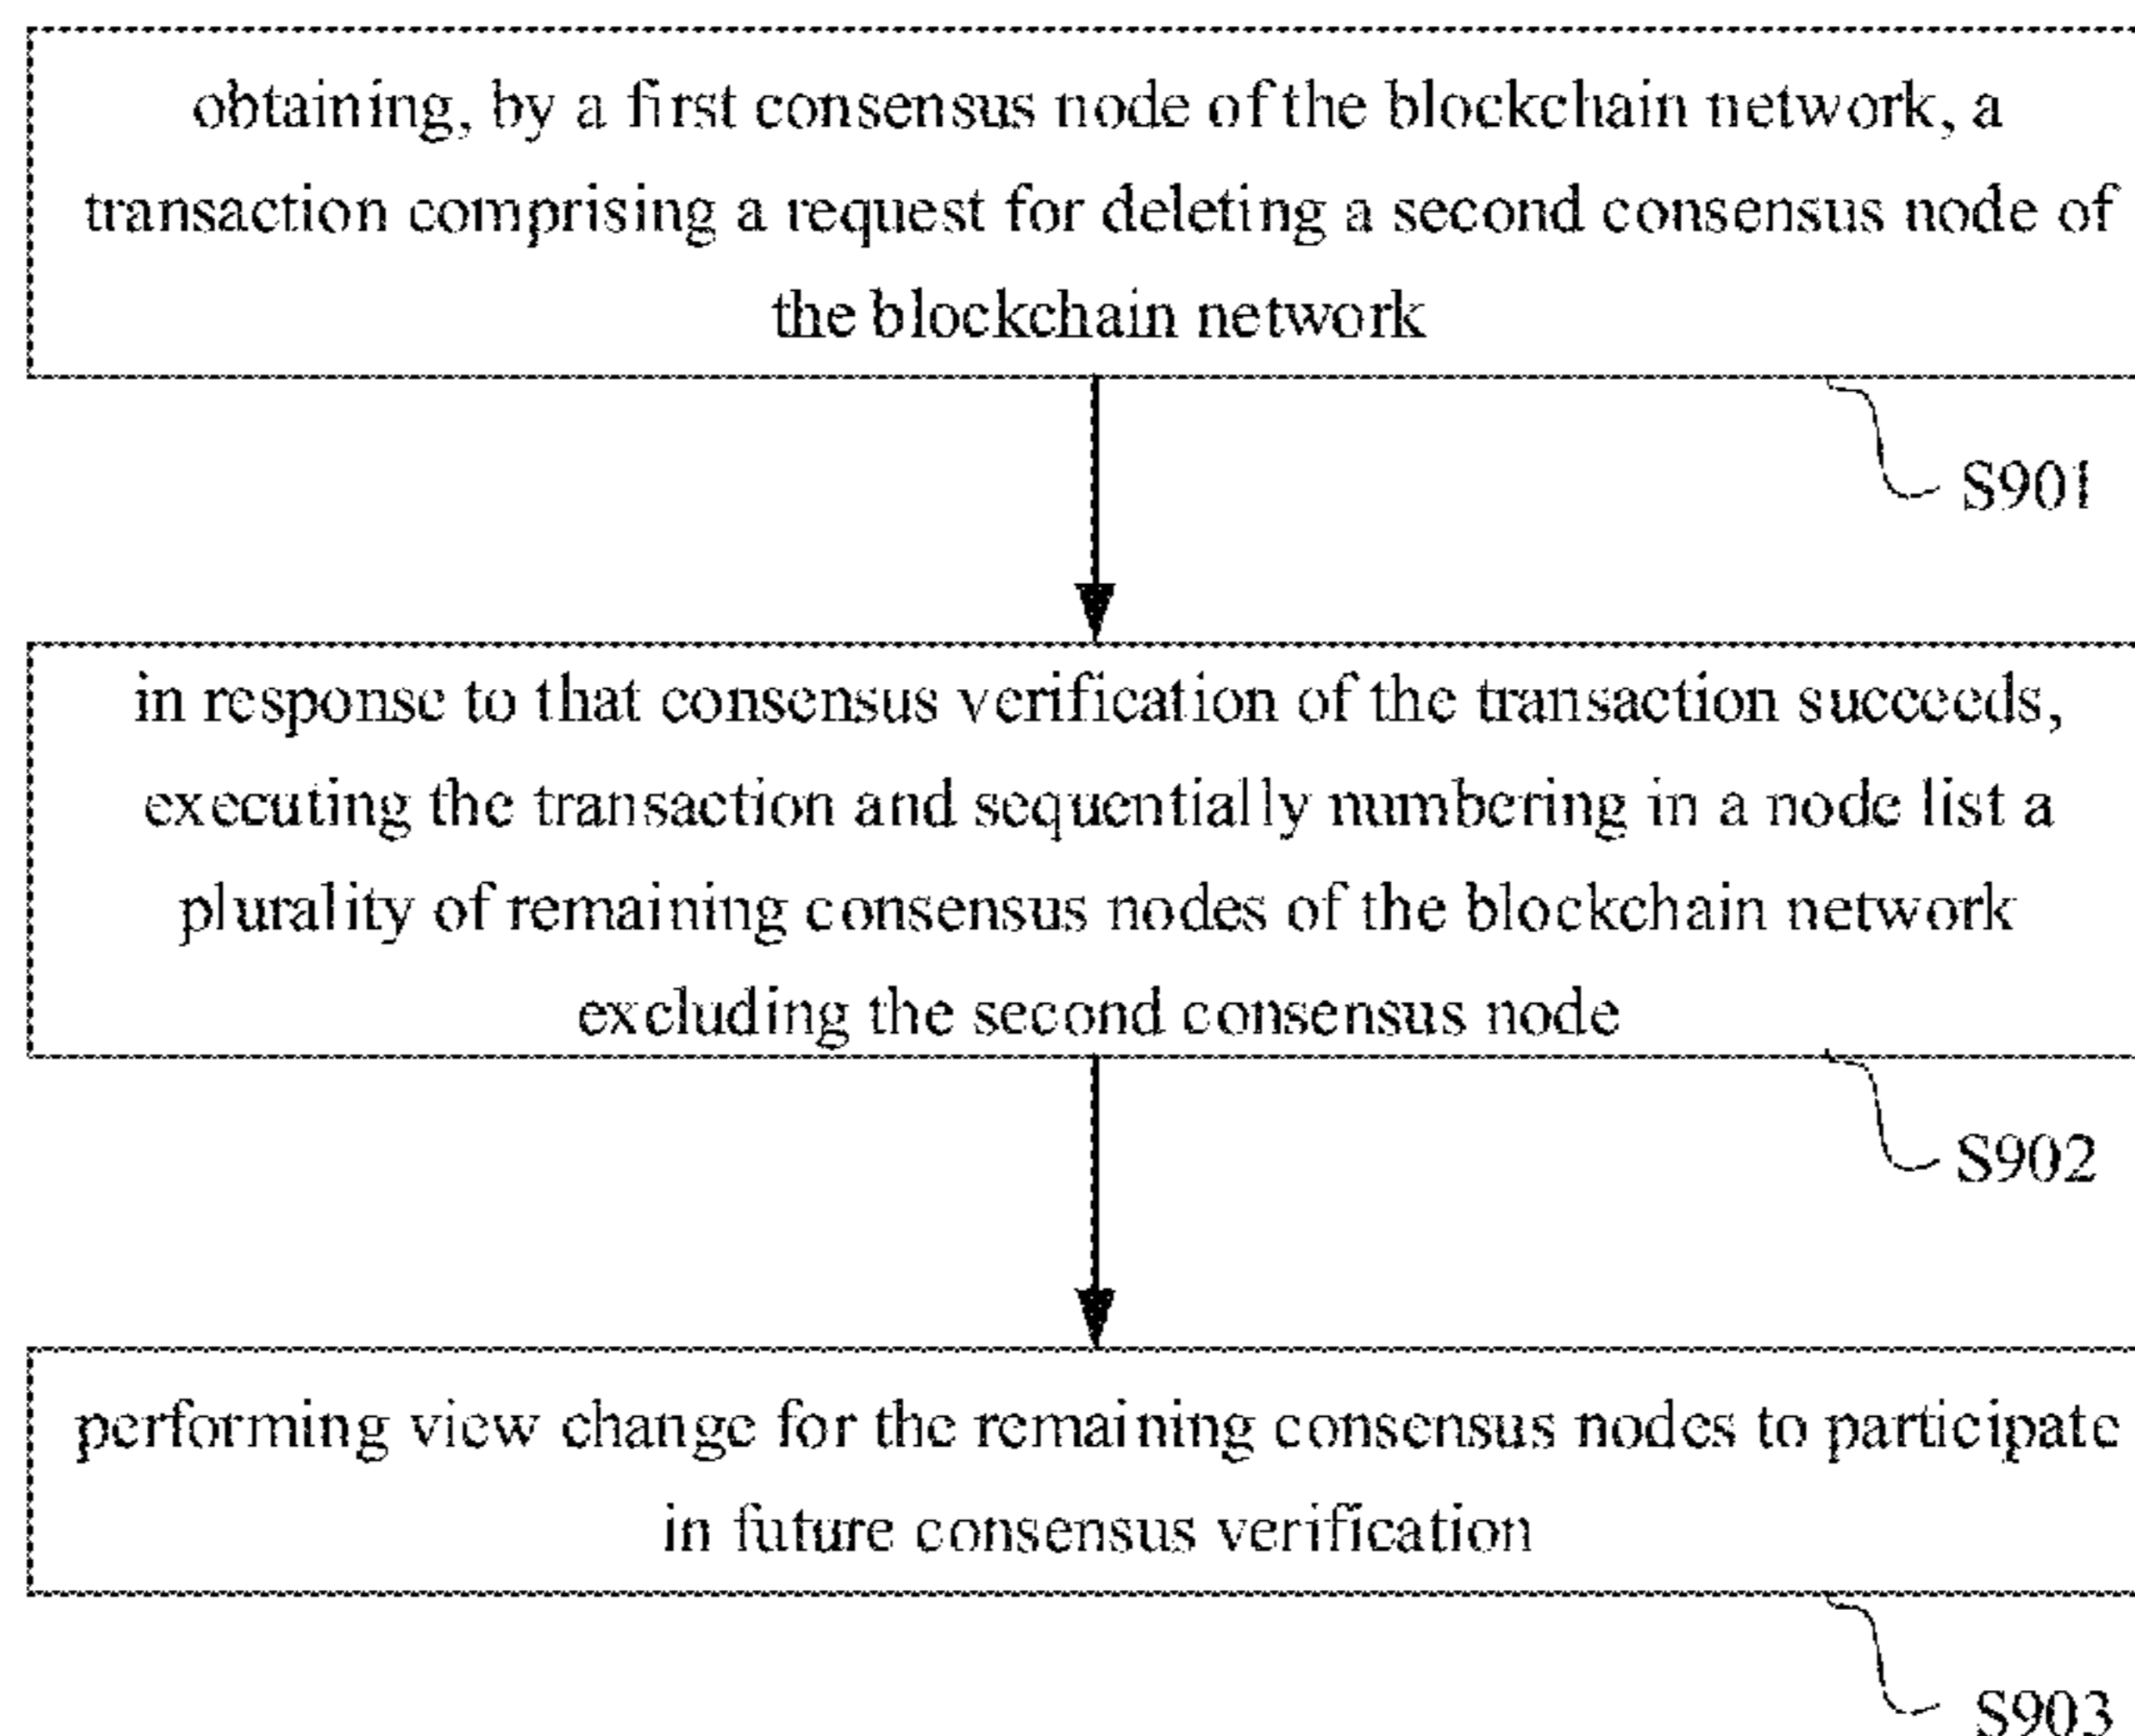 obtaining, by a first consensus node of the blockchain network, a
transaction comprising a request for deleting a second consensus node of
the blockchain network
S901
in response to that consensus verification of the transaction succeeds,
executing the transaction and sequentially numbering in a node list a
plurality of remaining consensus nodes of the blockchain network
excluding the second consensus node
S902
performing view change for the remaining consensus nodes to participate
in future consensus verification
S903